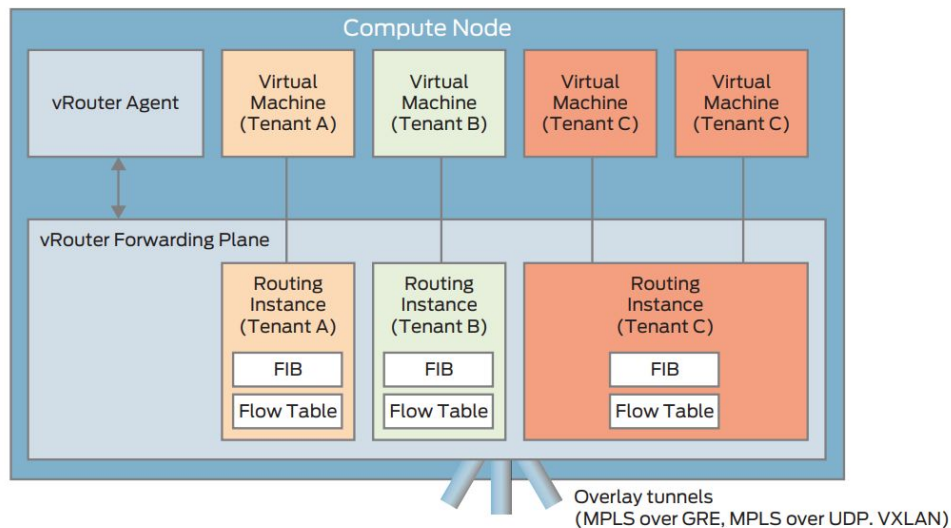 Compute Node
vRouter Agent
Virtual
Machine
(Tenant A)
Virtual
Machine
(Tenant B)
Virtual
Machine
(Tenant C)
Virtual
Machine
(Tenant C)
vRouter Forwarding Plane
Routing
Instance
(Tenant A)
FIB
Flow Table
Routing
Instance
(Tenant B)
FIB
Flow Table
Routing
Instance
(Tenant C)
FIB
Flow Table
Overlay tunnels
(MPLS over GRE, MPLS over UDP. VXLAN)